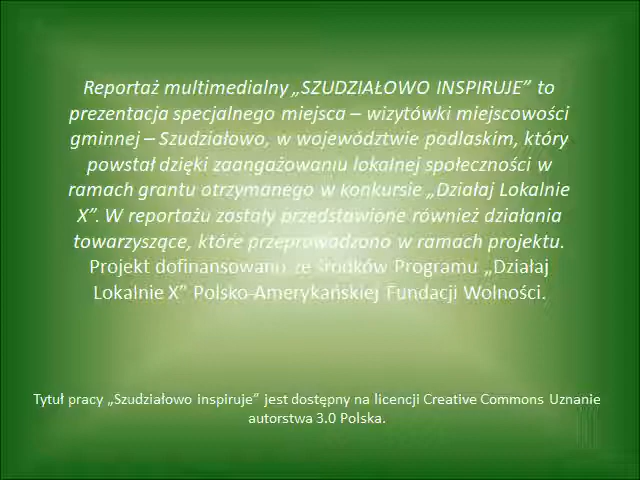 Reportaż multimedialny „SZUDZIAŁOWO INSPIRUJE” to
prezentacja specjalnego miejsca – wizytówki miejscowości
gminnej – Szudziałowo, w województwie podlaskim, który
powstał dzięki zaangażowaniu lokalnej społeczności w
ramach grantu otrzymanego w konkursie „Działaj Lokalnie
X”. W reportażu zostały przedstawione również działania
towarzyszące, które przeprowadzono w ramach projektu.
Projekt dofinansowano ze środków Programu „Działaj
Lokalnie X” Polsko-Amerykańskiej Fundacji Wolności.
Tytuł pracy „Szudziałowo inspiruje” jest dostępny na licencji Creative Commons Uznanie
autorstwa 3.0 Polska.